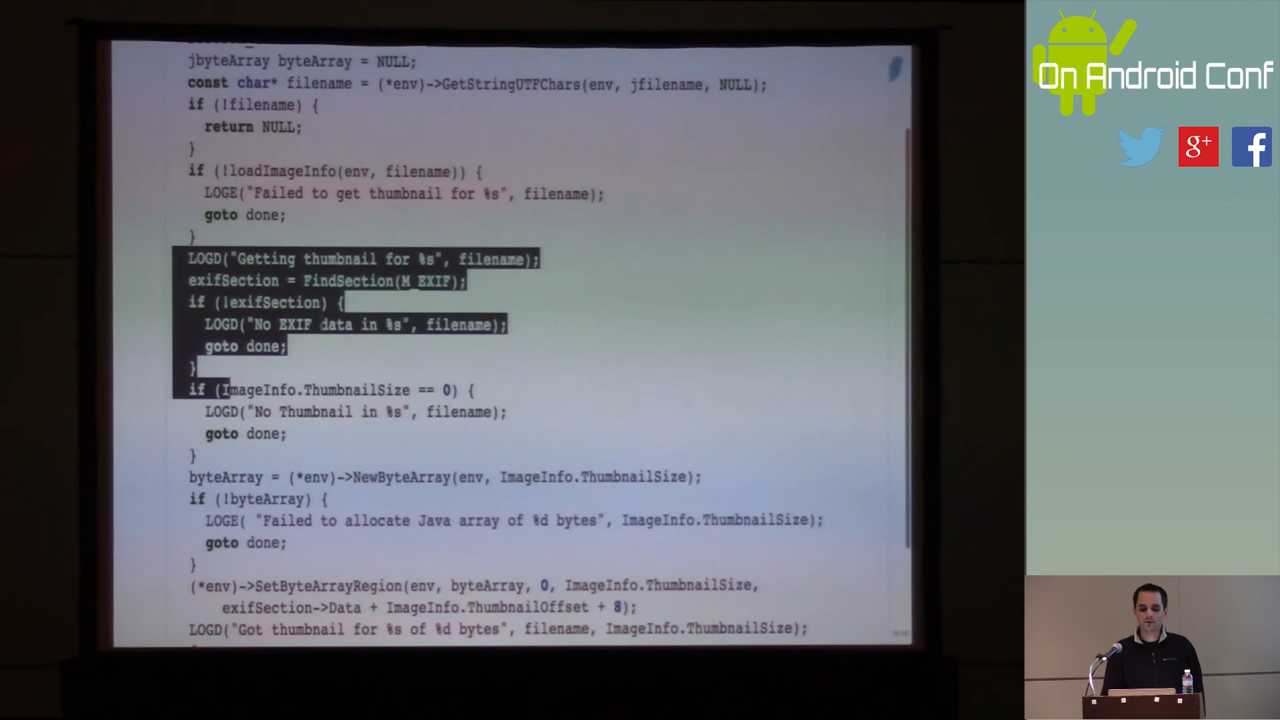 jbyteArray byteArray = NULL;
const char* filename = (*env)->GetStringUTFChars(env, jfilename, NULL);
if (!filename) {
return NULL;
}
if (!loadImageInfo(env, filename)) {
LOGE("Failed to get thumbnail for %s", filename);
goto done;
}
LOGD("Getting thumbnail for %s", filename);
exifSection = FindSection(M_EXIF);
if (!exifSection) {
LOGD("No EXIF data in %s", filename);
goto done;
}
if (ImageInfo.ThumbnailSize == 0) {
LOGD("No Thumbnail in %s", filename);
goto done;
}
byteArray = (*env)->NewByteArray(env, ImageInfo.ThumbnailSize);
if (!byteArray) {
LOGE( "Failed to allocate Java array of %d bytes", ImageInfo.ThumbnailSize);
goto done;
}
(*env)->SetByteArrayRegion(env, byteArray, 0, ImageInfo.ThumbnailSize,
exifSection->Data + ImageInfo.ThumbnailOffset + 8);
LOGD("Got thumbnail for %s of %d bytes", filename, ImageInfo.ThumbnailSize);
On Android Conf
g+
f